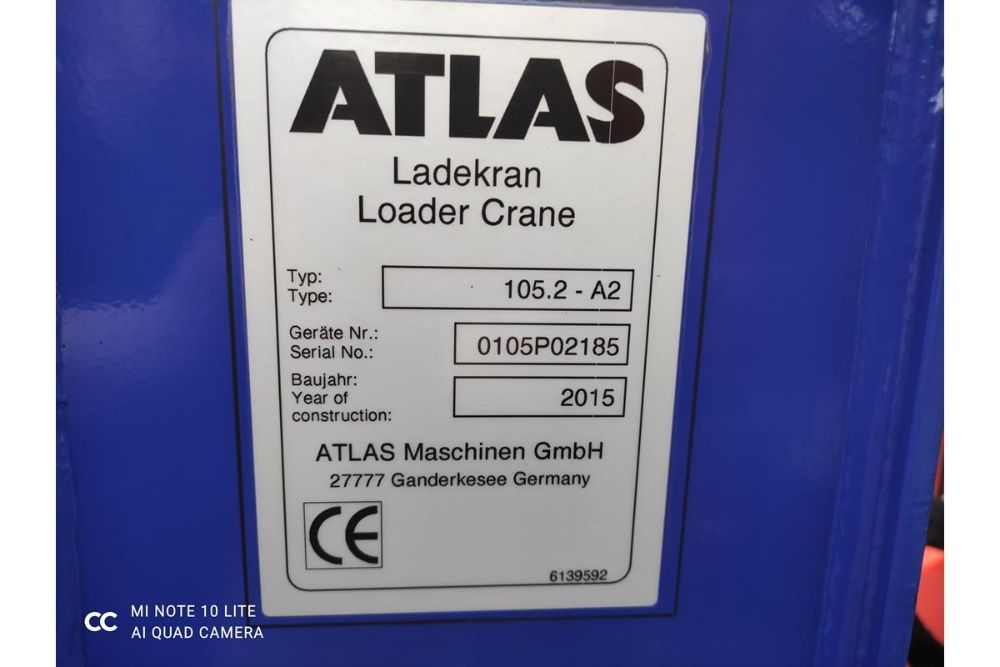 ATLAS
Ladekran
Loader Crane
Typ:
Type:
105.2 - A2
Geräte Nr.:
Serial No.:
0105P02185
Baujahr:
Year of
construction:
2015
ATLAS Maschinen GmbH
27777 Ganderkesee Germany
CE
6139592
MI NOTE 10 LITE
AI QUAD CAMERA